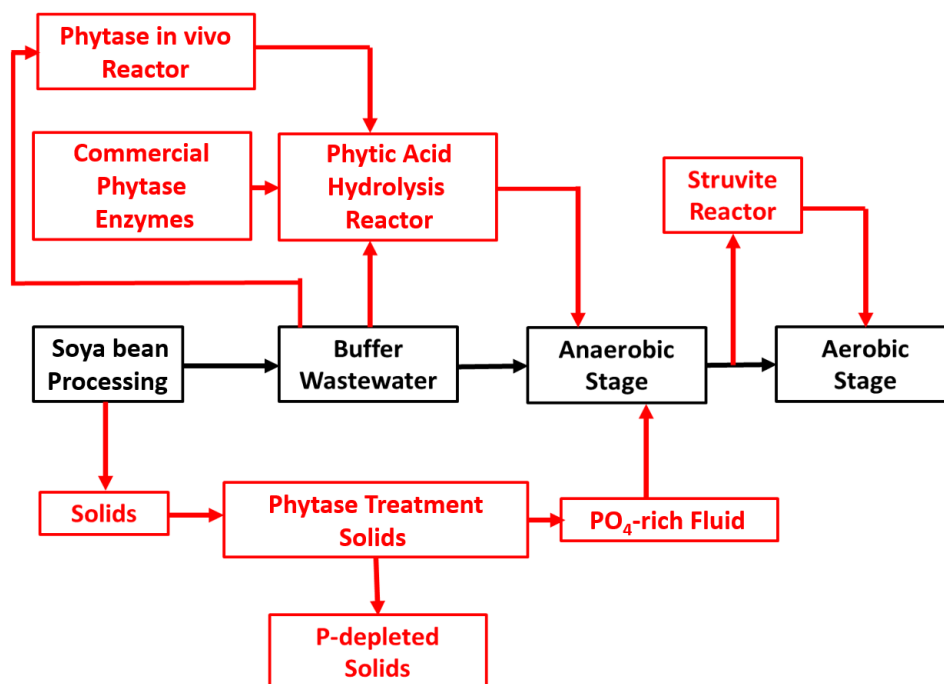 Phytase in vivo
Reactor
Commercial
Phytase
Enzymes
Phytic Acid
Hydrolysis
Reactor
Struvite
Reactor
Soya bean
Processing
Buffer
Wastewater
Anaerobic
Stage
Aerobic
Stage
Solids
Phytase Treatment
Solids
PO₄-rich Fluid
P-depleted
Solids